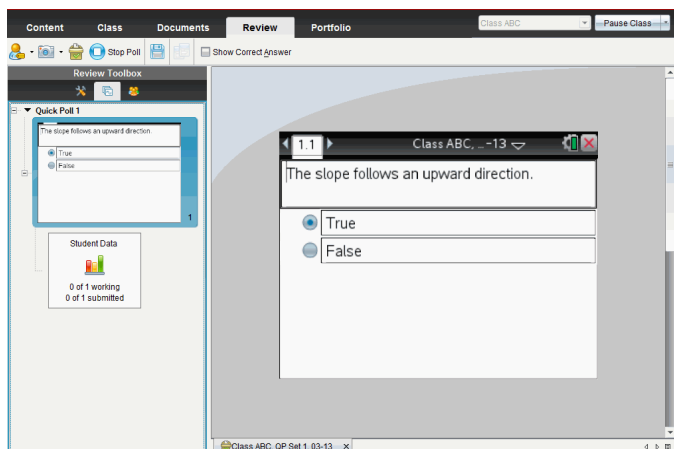 Content Class Documents Review Portfolio Class ABC Pause Class
Stop Poll Show Correct Answer
Review Toolbox
Quick Poll 1
The slope follows an upward direction.
True
False
1
Student Data
0 of 1 working
0 of 1 submitted
1.1 Class ABC, _-13
The slope follows an upward direction.
True
False
Class ABC, QP Set 1, 03-13